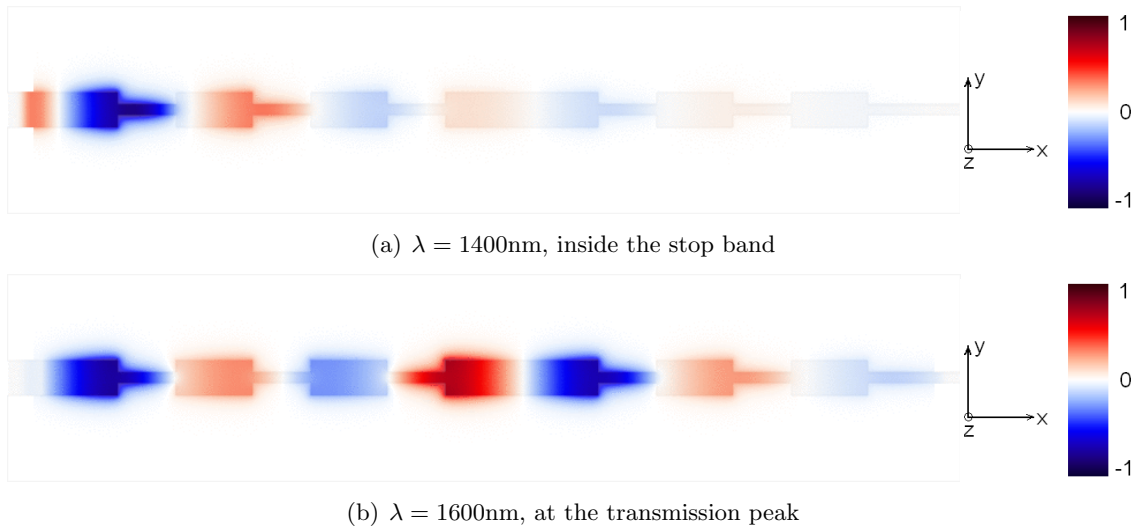 1
y
0
x
z
-1
(a) λ = 1400nm, inside the stop band
1
y
0
x
z
-1
(b) λ = 1600nm, at the transmission peak